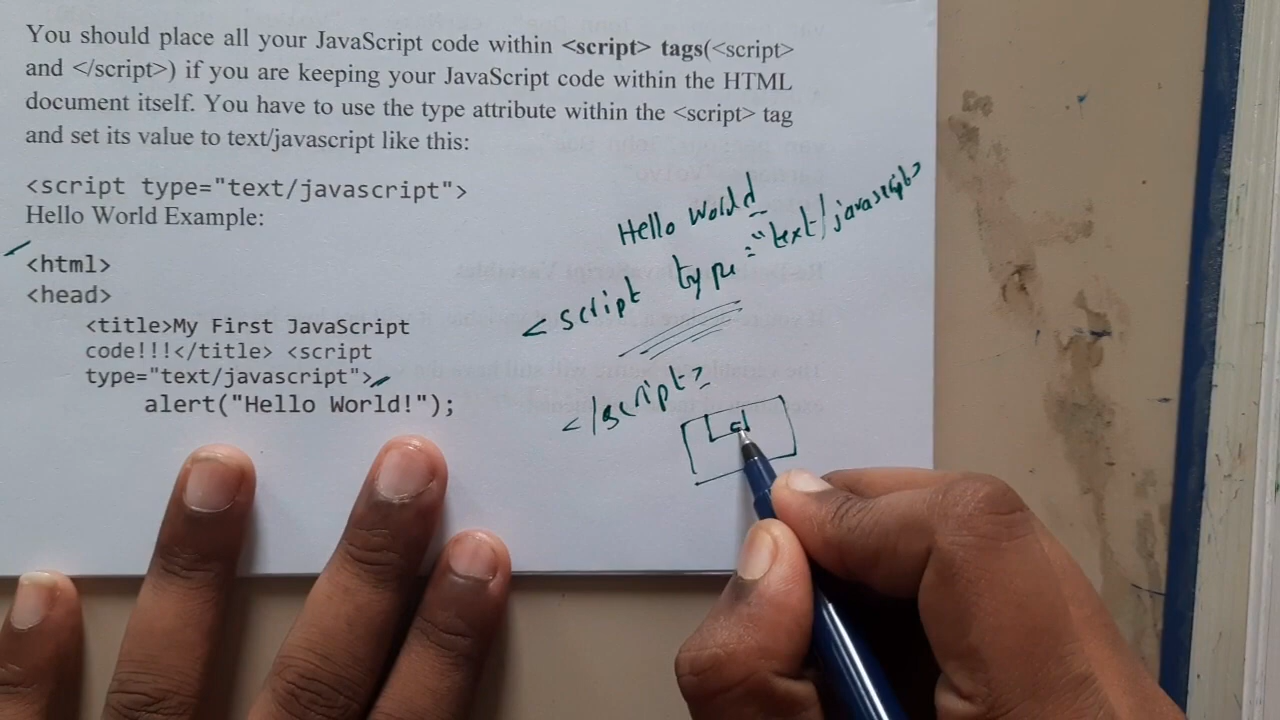 You should place all your JavaScript code within <script> tags(<script>
and </script>) if you are keeping your JavaScript code within the HTML
document itself. You have to use the type attribute within the <script> tag
and set its value to text/javascript like this:
<script type="text/javascript">
Hello World Example:
<html>
<head>
<title>My First JavaScript
code!!!</title> <script
type="text/javascript">
alert("Hello World!");
Hello World
<script type="text/javascript>
</script>